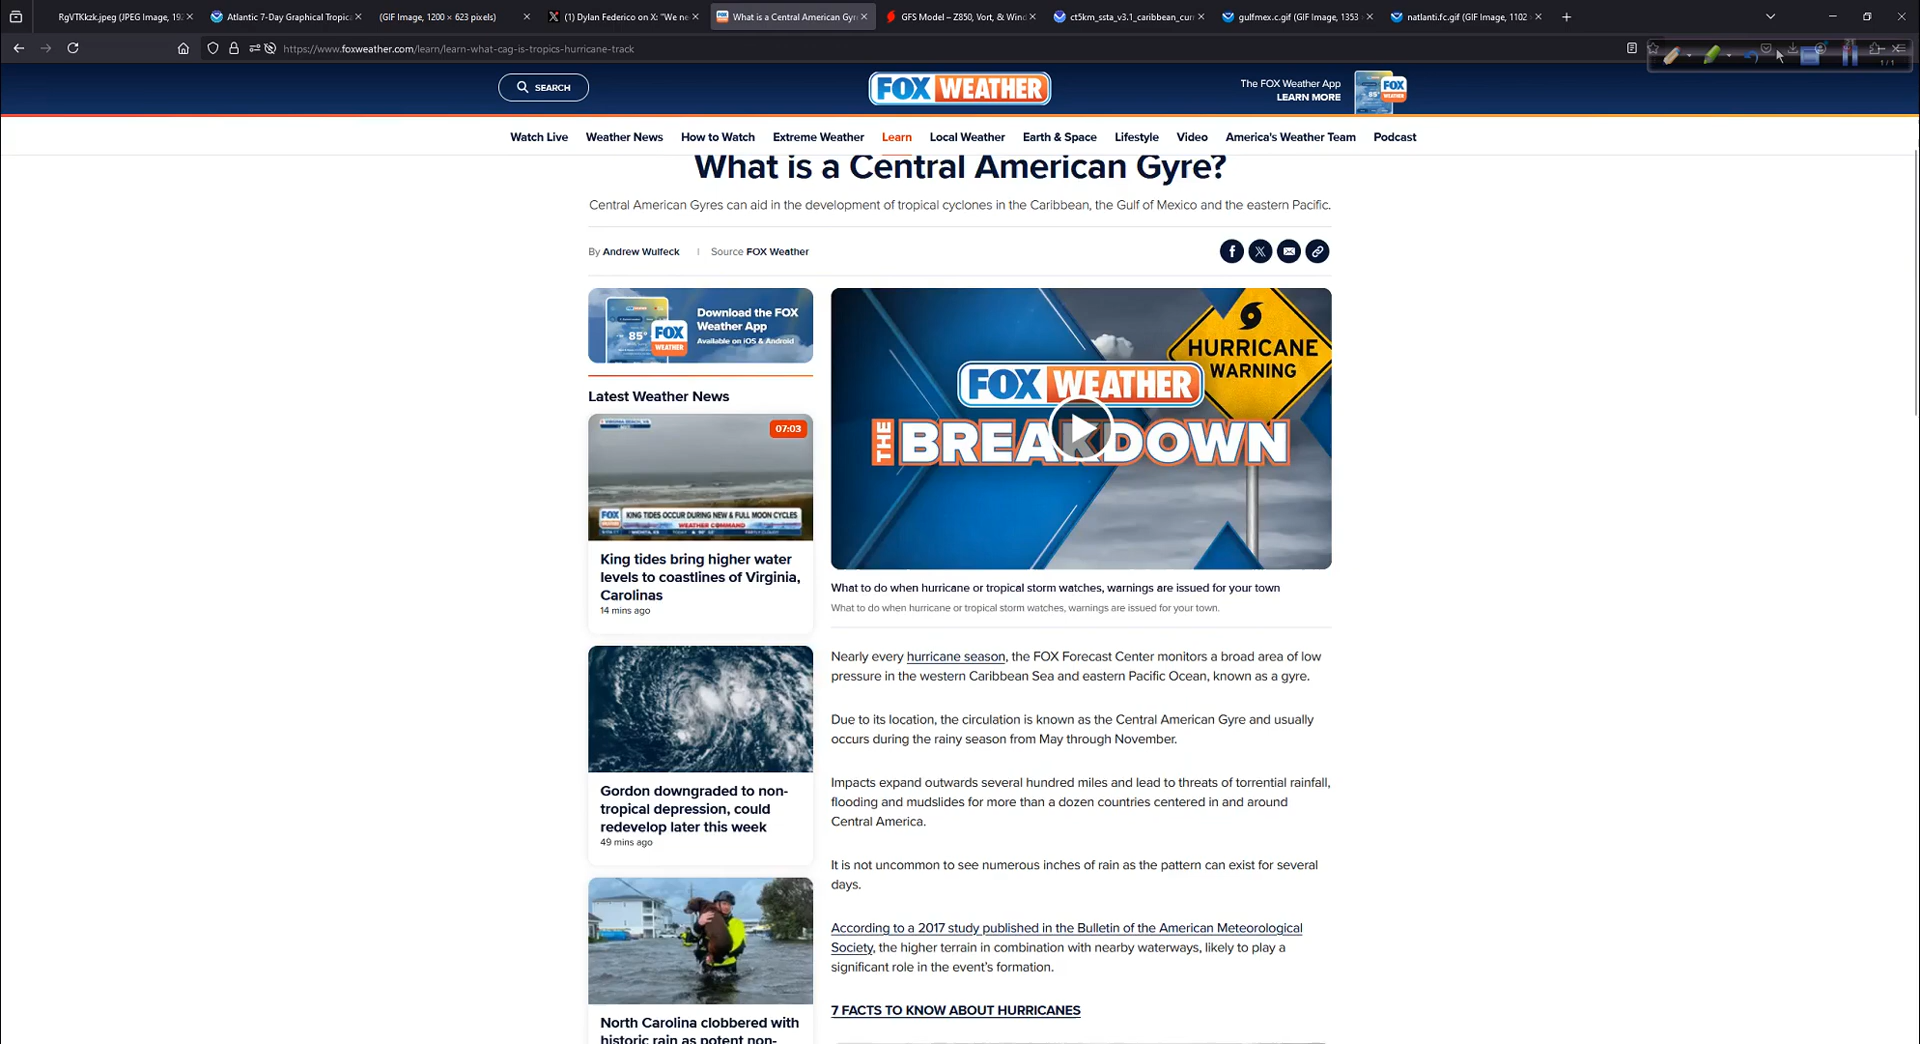 RgVTKkzk.jpeg (JPEG Image, 19
Atlantic 7-Day Graphical Tropic
(GIF Image, 1200 × 623 pixels)
(1) Dylan Federico on X: "We ne
What is a Central American Gyr
GFS Model – Z850, Vort, & Wind
ct5km_ssta_v3.1_caribbean_cur
gulfmex.c.gif (GIF Image, 1353
natlanti.fc.gif (GIF Image, 1102
https://www.foxweather.com/learn/learn-what-cag-is-tropics-hurricane-track
1 / 1
SEARCH
FOX WEATHER
The FOX Weather App
LEARN MORE
85°
FOX
WEATHER
Watch Live
Weather News
How to Watch
Extreme Weather
Learn
Local Weather
Earth & Space
Lifestyle
Video
America's Weather Team
Podcast
What is a Central American Gyre?
Central American Gyres can aid in the development of tropical cyclones in the Caribbean, the Gulf of Mexico and the eastern Pacific.
By Andrew Wulfeck
Source FOX Weather
85°
FOX
WEATHER
Download the FOX
Weather App
Available on iOS & Android
Latest Weather News
07:03
FOX
WEATHER
KING TIDES OCCUR DURING NEW & FULL MOON CYCLES
WEATHER COMMAND
King tides bring higher water
levels to coastlines of Virginia,
Carolinas
14 mins ago
Gordon downgraded to non-
tropical depression, could
redevelop later this week
49 mins ago
North Carolina clobbered with
historic rain as potent non-
HURRICANE
WARNING
FOX WEATHER
THE BREAKDOWN
What to do when hurricane or tropical storm watches, warnings are issued for your town
What to do when hurricane or tropical storm watches, warnings are issued for your town.
Nearly every hurricane season, the FOX Forecast Center monitors a broad area of low
pressure in the western Caribbean Sea and eastern Pacific Ocean, known as a gyre.
Due to its location, the circulation is known as the Central American Gyre and usually
occurs during the rainy season from May through November.
Impacts expand outwards several hundred miles and lead to threats of torrential rainfall,
flooding and mudslides for more than a dozen countries centered in and around
Central America.
It is not uncommon to see numerous inches of rain as the pattern can exist for several
days.
According to a 2017 study published in the Bulletin of the American Meteorological
Society, the higher terrain in combination with nearby waterways, likely to play a
significant role in the event's formation.
7 FACTS TO KNOW ABOUT HURRICANES